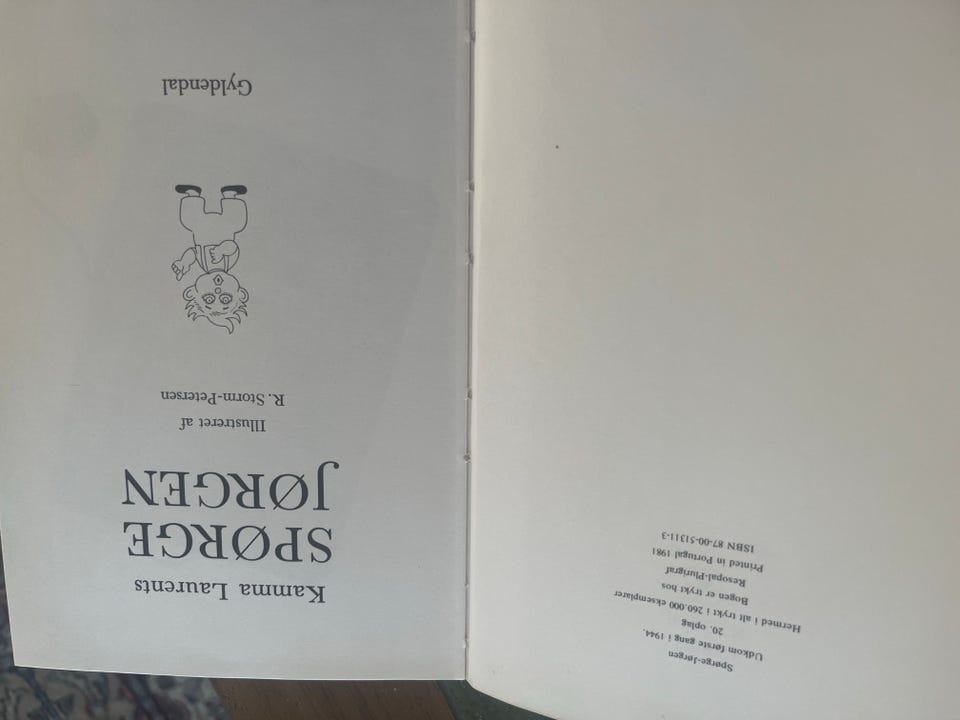 Spørge-Jørgen
Udkom første gang i 1944.
20. oplag
Hermed i alt trykt i 260.000 eksemplarer
Bogen er trykt hos
Resopal-Plurigraf
Printed in Portugal 1981
ISBN 87-00-51311-3
Kamma Laurents
SPØRGE
JØRGEN
Illustreret af
R. Storm-Petersen
Gyldendal